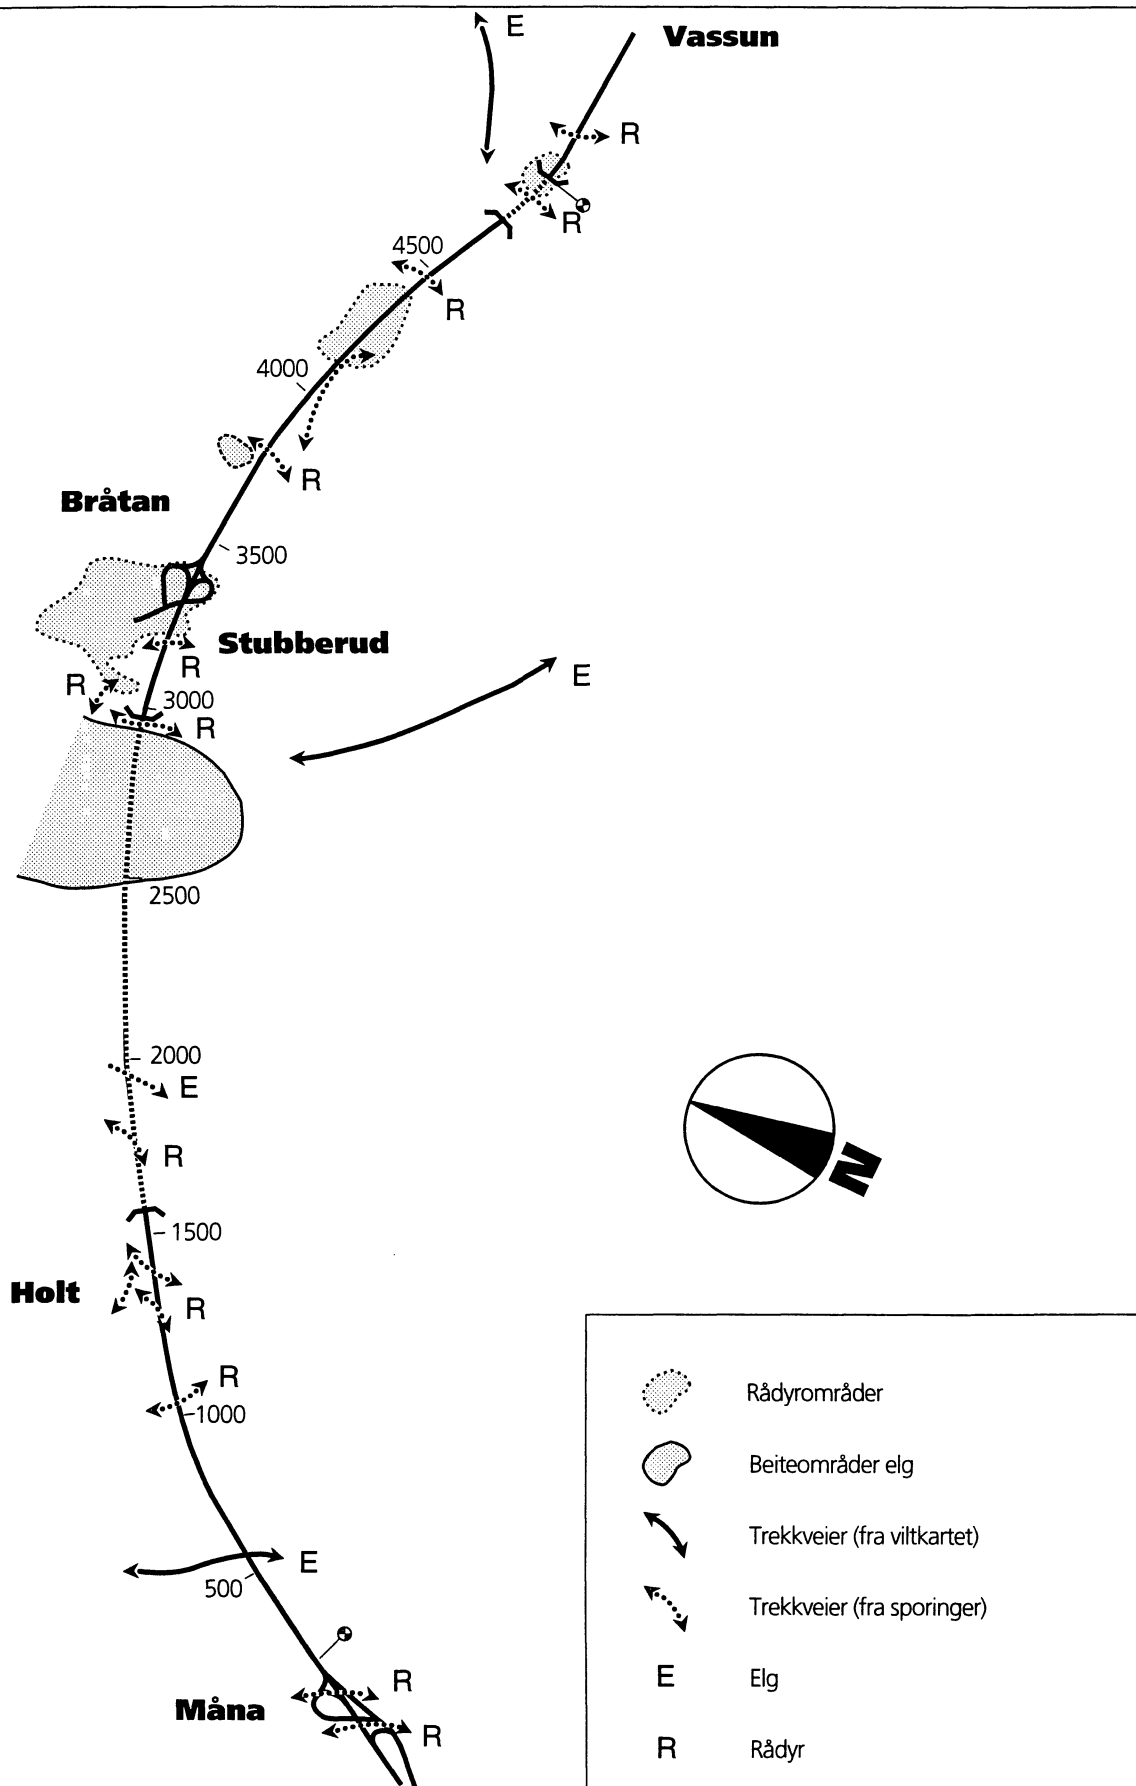 E
Vassun
R
R
4500
R
4000
R
Bråtan
3500
Stubberud
R
E
R
3000
R
2500
2000
E
R
1500
Holt
R
R
1000
E
500
R
Måna
R
N
Rådyrområder
Beiteområder elg
Trekkveier (fra viltkartet)
Trekkveier (fra sporinger)
E Elg
R Rådyr